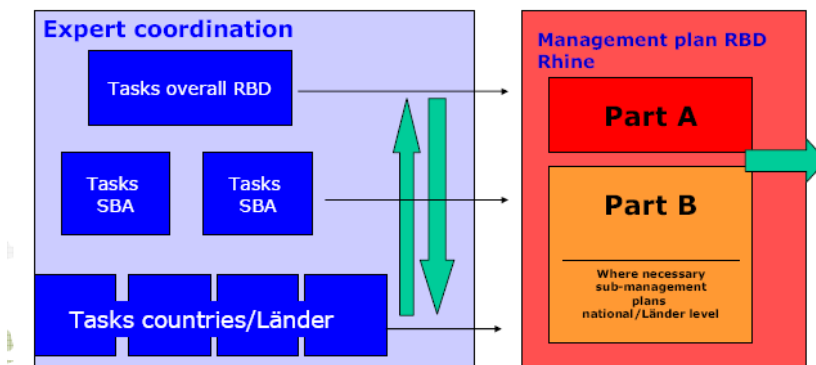 Expert coordination
Tasks overall RBD
Tasks
SBA
Tasks
SBA
Tasks countries/Länder
Management plan RBD
Rhine
Part A
Part B
Where necessary
sub-management
plans
national/Länder level